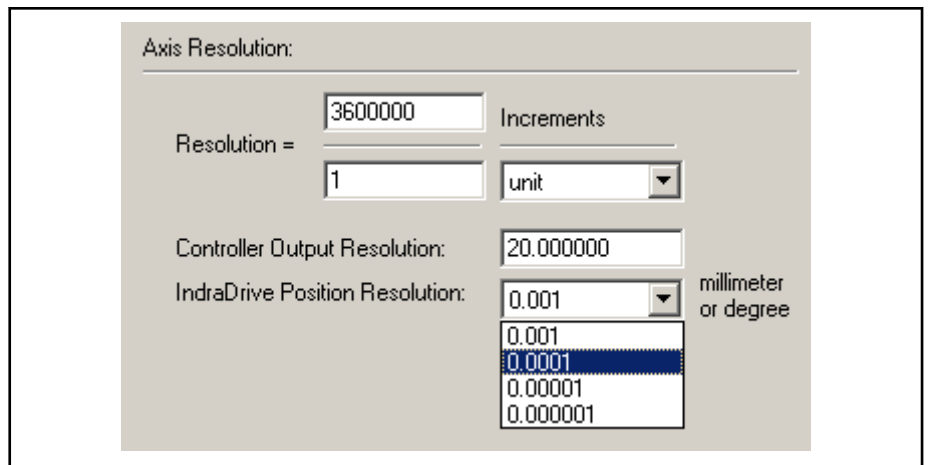 Axis Resolution:
3600000
Increments
Resolution =
1
unit
Controller Output Resolution:
20.000000
IndraDrive Position Resolution:
0.001
millimeter
or degree
0.001
0.0001
0.00001
0.000001